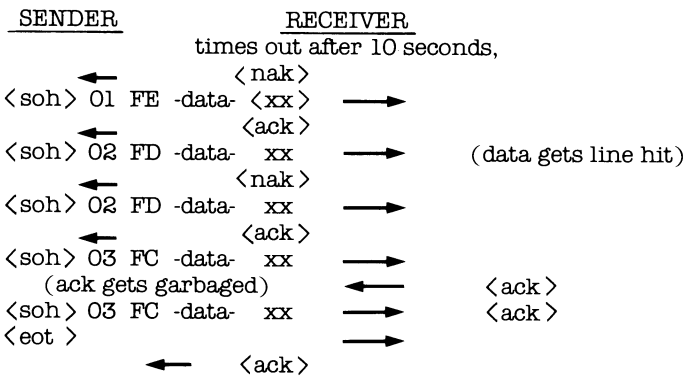 SENDER RECEIVER
times out after 10 seconds,
<nak>
<soh> 01 FE -data- <xx>
<ack>
<soh> 02 FD -data- xx (data gets line hit)
<nak>
<soh> 02 FD -data- xx
<ack>
<soh> 03 FC -data- xx
(ack gets garbaged) <ack>
<soh> 03 FC -data- xx <ack>
<eot >
<ack>